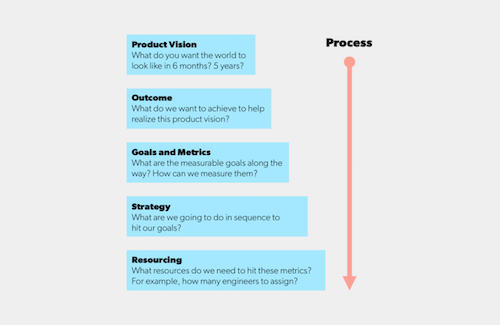 Process
Product Vision
What do you want the world to
look like in 6 months? 5 years?
Outcome
What do we want to achieve to help
realize this product vision?
Goals and Metrics
What are the measurable goals along the
way? How can we measure them?
Strategy
What are we going to do in sequence to
hit our goals?
Resourcing
What resources do we need to hit these metrics?
For example, how many engineers to assign?